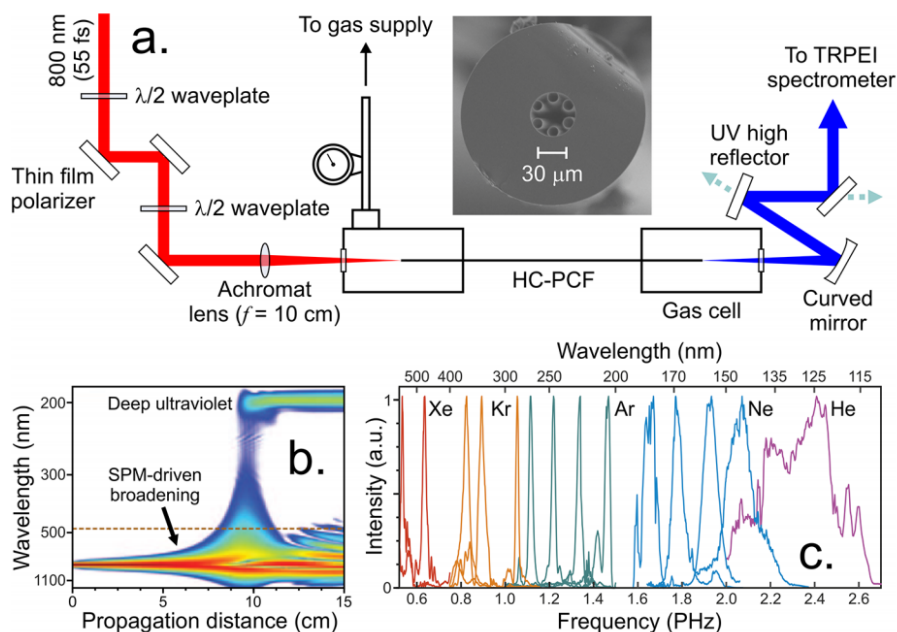 a.
800 nm
(55 fs)
λ/2 waveplate
Thin film
polarizer
λ/2 waveplate
Achromat
lens (f = 10 cm)
To gas supply
30 μm
HC-PCF
Gas cell
To TRPEI
spectrometer
UV high
reflector
Curved
mirror
b.
Wavelength (nm)
200
300
500
1100
Deep ultraviolet
SPM-driven
broadening
0 5 10 15
Propagation distance (cm)
Wavelength (nm)
500 400 300 250 200 170 150 135 125 115
Intensity (a.u.)
1
0
Xe Kr Ar Ne He
c.
0.6 0.8 1.0 1.2 1.4 1.6 1.8 2.0 2.2 2.4 2.6
Frequency (PHz)